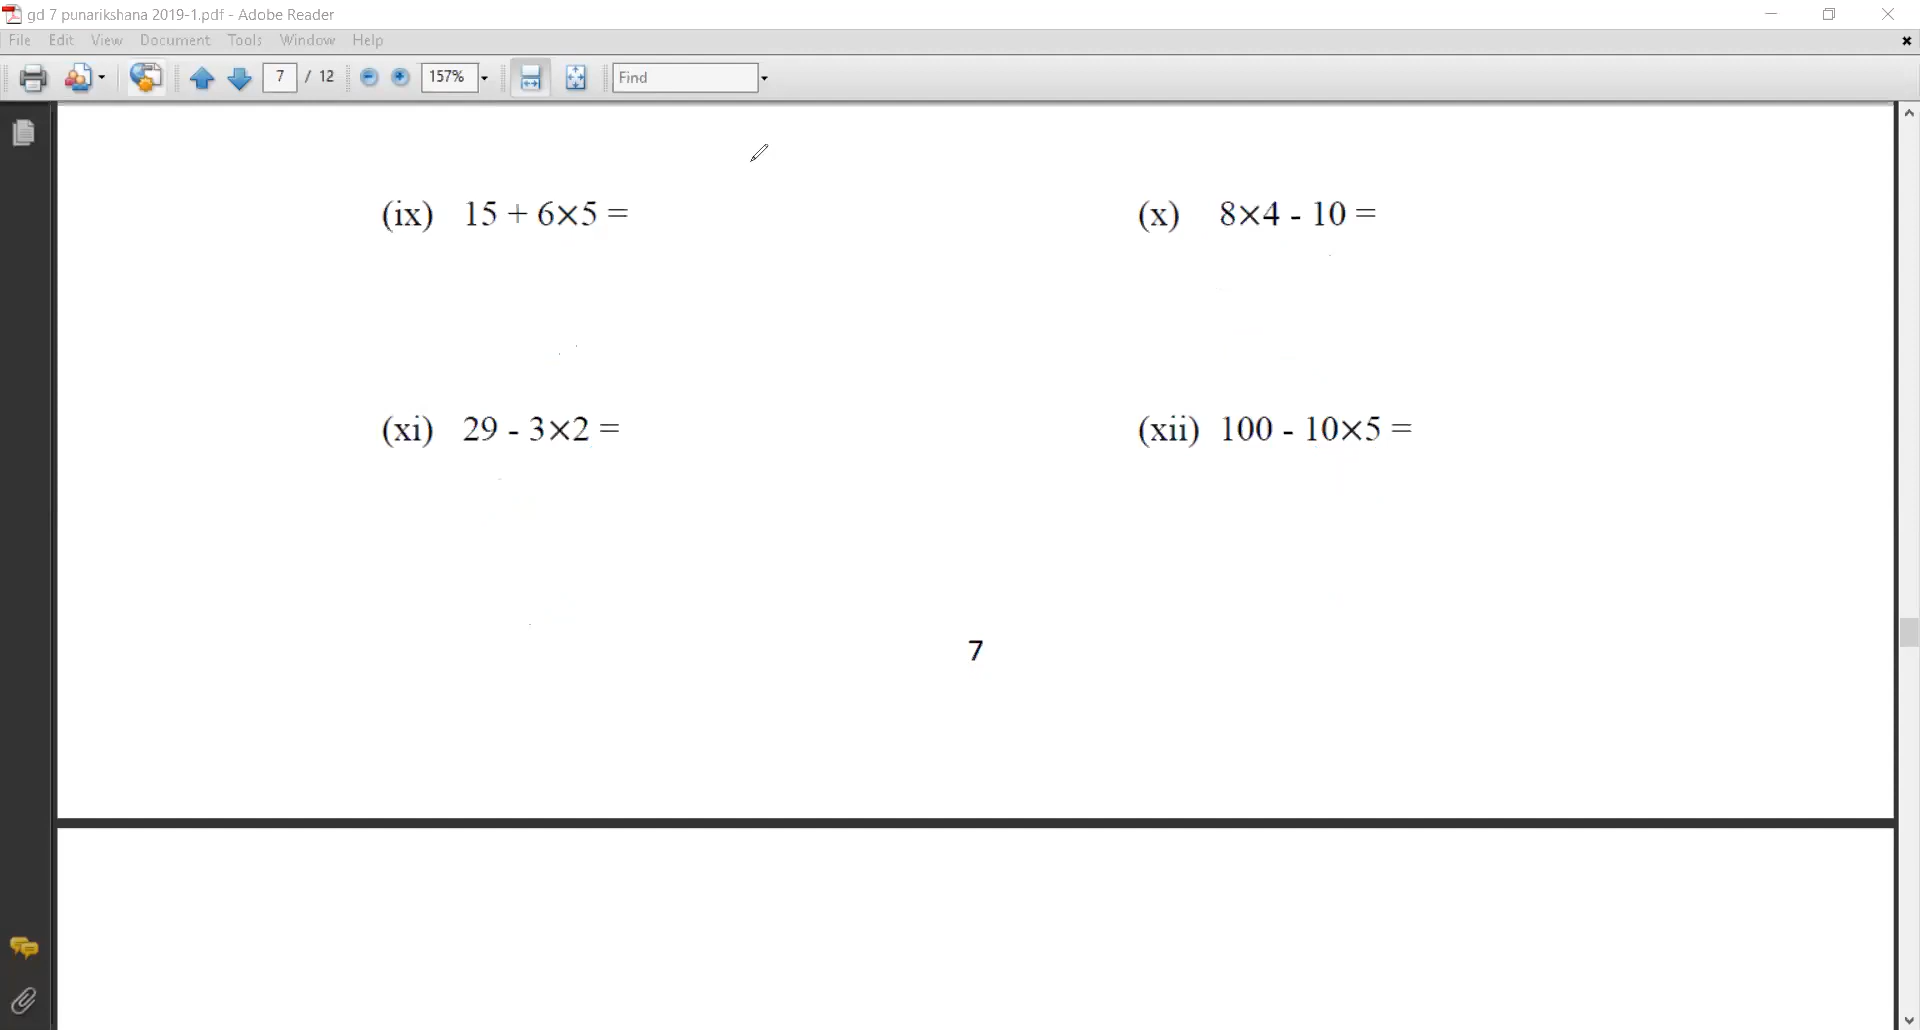 gd 7 punarikshana 2019-1.pdf - Adobe Reader
File Edit View Document Tools Window Help
7 / 12 157% Find
(ix) 15 + 6×5 = (x) 8×4 - 10 =
(xi) 29 - 3×2 = (xii) 100 - 10×5 =
7